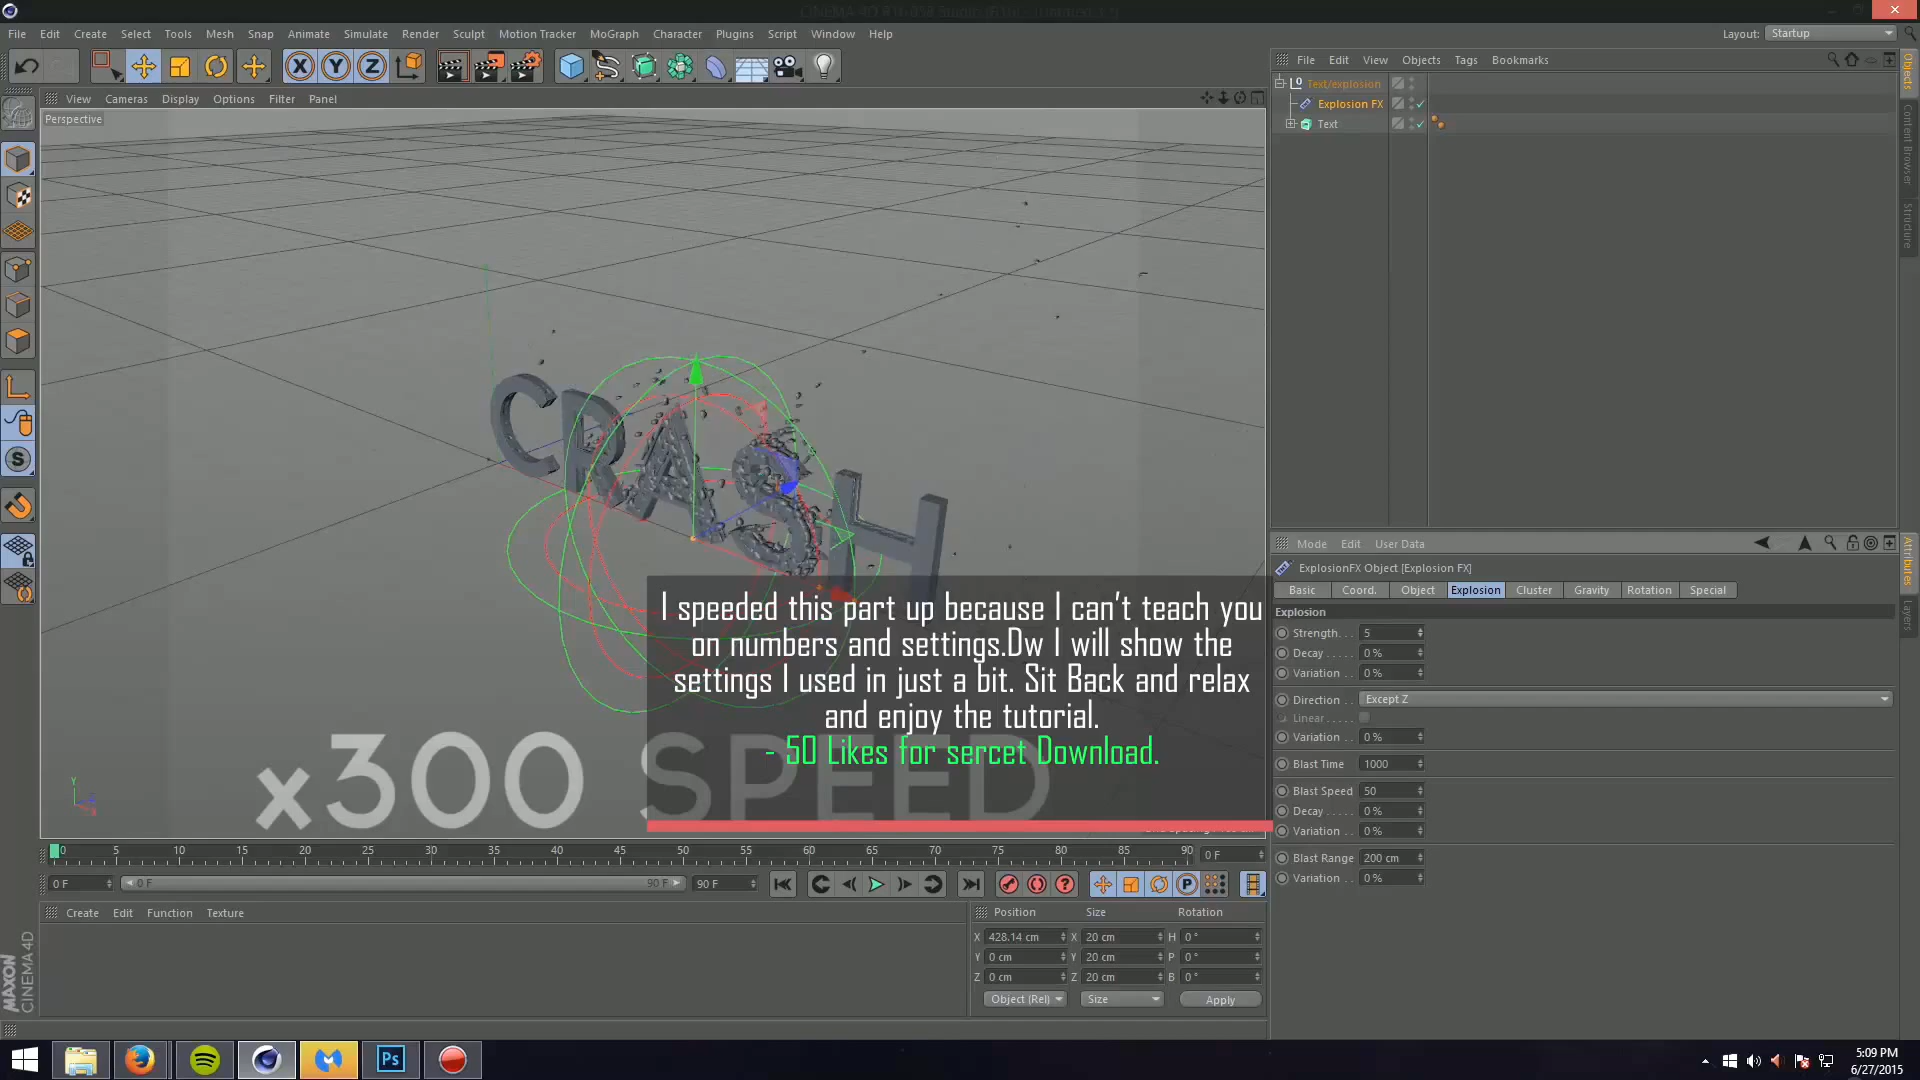 File Edit Create Select Tools Mesh Snap Animate Simulate Render Sculpt Motion Tracker MoGraph Character Plugins Script Window Help
Layout: Startup
View Cameras Display Options Filter Panel
Perspective
File Edit View Objects Tags Bookmarks
Text/explosion
Explosion FX
Text
Objects
Content Browser
Structure
Mode Edit User Data
ExplosionFX Object [Explosion FX]
Basic Coord. Object Explosion Cluster Gravity Rotation Special
Explosion
Strength. . . 5
Decay . . . . . 0 %
Variation . . . 0 %
Direction . . Except Z
Linear . . . . .
Variation . . . 0 %
Blast Time 1000
Blast Speed 50
Decay . . . . . 0 %
Variation . . . 0 %
Blast Range 200 cm
Variation . . . 0 %
Attributes
Layers
CRASH
I speeded this part up because I can't teach you
on numbers and settings.Dw I will show the
settings I used in just a bit. Sit Back and relax
and enjoy the tutorial.
- 50 Likes for sercet Download.
x300 SPEED
0 5 10 15 20 25 30 35 40 45 50 55 60 65 70 75 80 85 90 0 F
0 F 0 F 90 F 90 F
Create Edit Function Texture
Position Size Rotation
X 428.14 cm X 20 cm H 0 °
Y 0 cm Y 20 cm P 0 °
Z 0 cm Z 20 cm B 0 °
Object (Rel) Size Apply
MAXON
CINEMA 4D
Ps
5:09 PM
6/27/2015